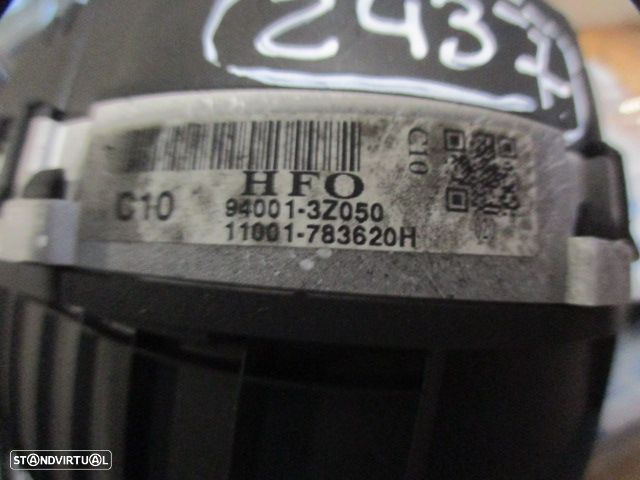 (2437)
HFO
C10
C10
94001-3Z050
11001-783620H
STANDVIRTUAL